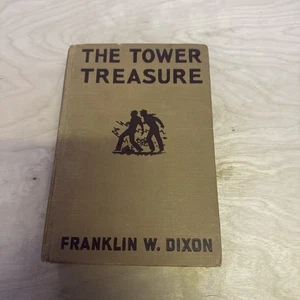 THE TOWER
TREASURE
FRANKLIN W. DIXON